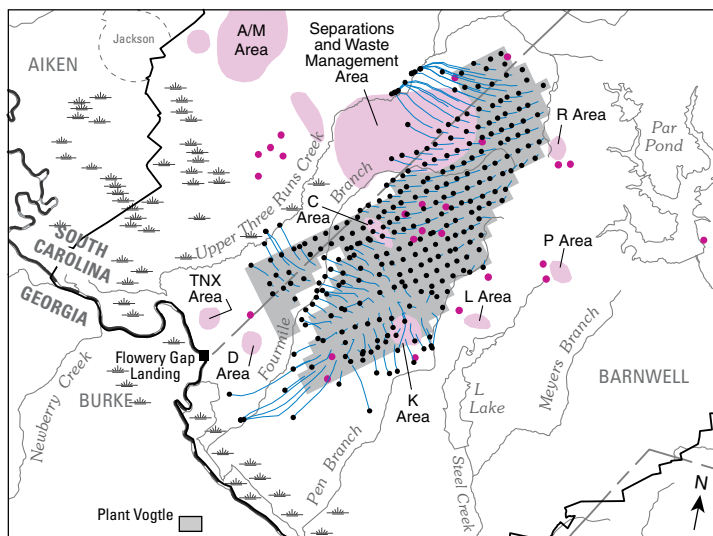 Jackson
A/M
Area
Separations
and Waste
Management
Area
AIKEN
R Area
Par
Pond
Upper Three Runs Creek
Branch
C
Area
SOUTH
CAROLINA
GEORGIA
TNX
Area
P Area
L Area
Flowery Gap
Landing
D
Area
Fourmile
K
Area
L
Lake
Meyers Branch
BARNWELL
Newberry Creek
BURKE
Pen Branch
Steel Creek
Plant Vogtle
N